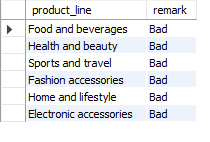 product_line remark
Food and beverages Bad
Health and beauty Bad
Sports and travel Bad
Fashion accessories Bad
Home and lifestyle Bad
Electronic accessories Bad